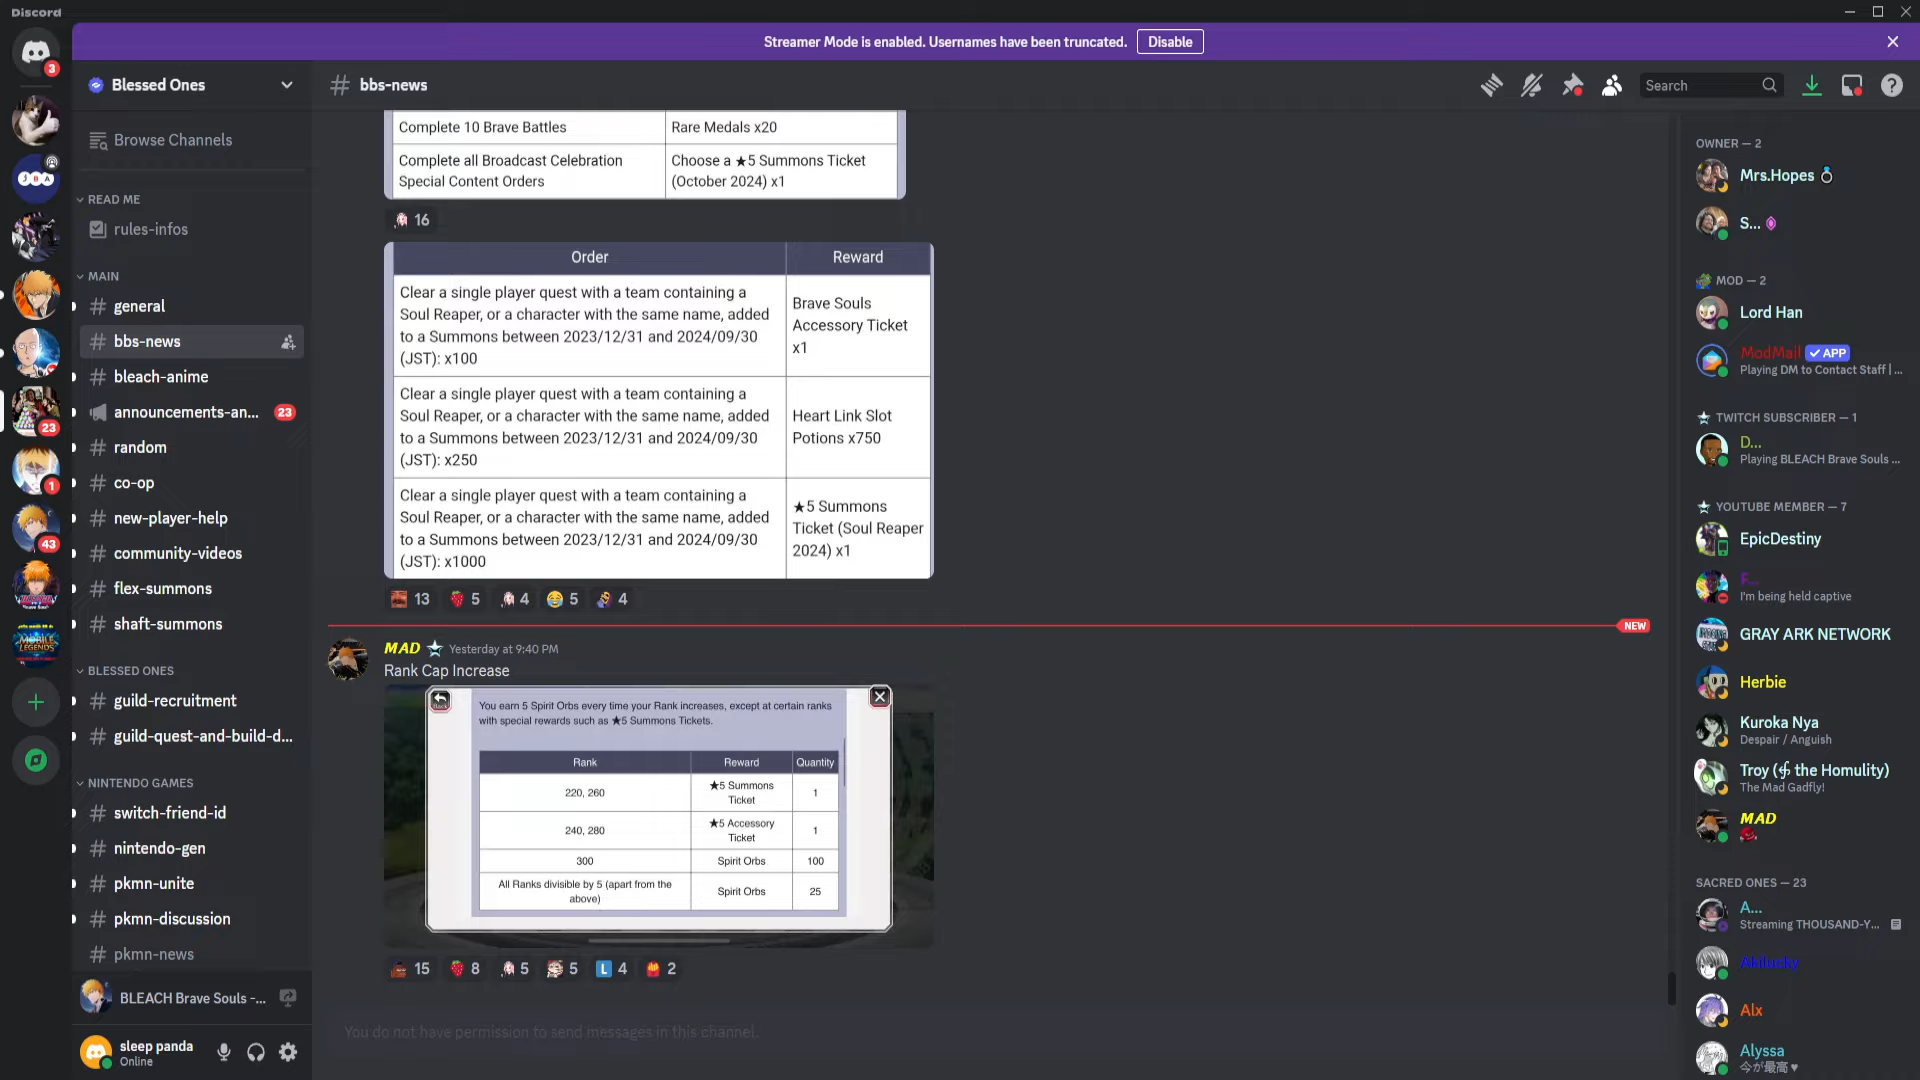 Discord
Streamer Mode is enabled. Usernames have been truncated.
Disable
3
Blessed Ones
bbs-news
Search
Browse Channels
READ ME
rules-infos
MAIN
general
bbs-news
bleach-anime
announcements-an...
23
random
co-op
new-player-help
community-videos
flex-summons
shaft-summons
BLESSED ONES
guild-recruitment
guild-quest-and-build-d...
NINTENDO GAMES
switch-friend-id
nintendo-gen
pkmn-unite
pkmn-discussion
pkmn-news
BLEACH Brave Souls -...
sleep panda
Online
JBA
23
1
43
MOBILE
LEGENDS
Complete 10 Brave Battles
Rare Medals x20
Complete all Broadcast Celebration
Special Content Orders
Choose a ★5 Summons Ticket
(October 2024) x1
16
Order
Reward
Clear a single player quest with a team containing a
Soul Reaper, or a character with the same name, added
to a Summons between 2023/12/31 and 2024/09/30
(JST): x100
Brave Souls
Accessory Ticket
x1
Clear a single player quest with a team containing a
Soul Reaper, or a character with the same name, added
to a Summons between 2023/12/31 and 2024/09/30
(JST): x250
Heart Link Slot
Potions x750
Clear a single player quest with a team containing a
Soul Reaper, or a character with the same name, added
to a Summons between 2023/12/31 and 2024/09/30
(JST): x1000
★5 Summons
Ticket (Soul Reaper
2024) x1
13 5 4 5 4
NEW
MAD Yesterday at 9:40 PM
Rank Cap Increase
Back
You earn 5 Spirit Orbs every time your Rank increases, except at certain ranks
with special rewards such as ★5 Summons Tickets.
Rank
Reward
Quantity
220, 260
★5 Summons
Ticket
1
240, 280
★5 Accessory
Ticket
1
300
Spirit Orbs
100
All Ranks divisible by 5 (apart from the
above)
Spirit Orbs
25
15 8 5 5 L 4 2
You do not have permission to send messages in this channel.
OWNER — 2
Mrs.Hopes
S...
MOD — 2
Lord Han
ModMail ✓ APP
Playing DM to Contact Staff | ...
TWITCH SUBSCRIBER — 1
D...
Playing BLEACH Brave Souls ...
YOUTUBE MEMBER — 7
EpicDestiny
F...
I'm being held captive
GRAY ARK NETWORK
Herbie
Kuroka Nya
Despair / Anguish
Troy (𝄋 the Homulity)
The Mad Gadfly!
MAD
SACRED ONES — 23
A...
Streaming THOUSAND-Y...
Akilucky
Alx
Alyssa
今が最高♥